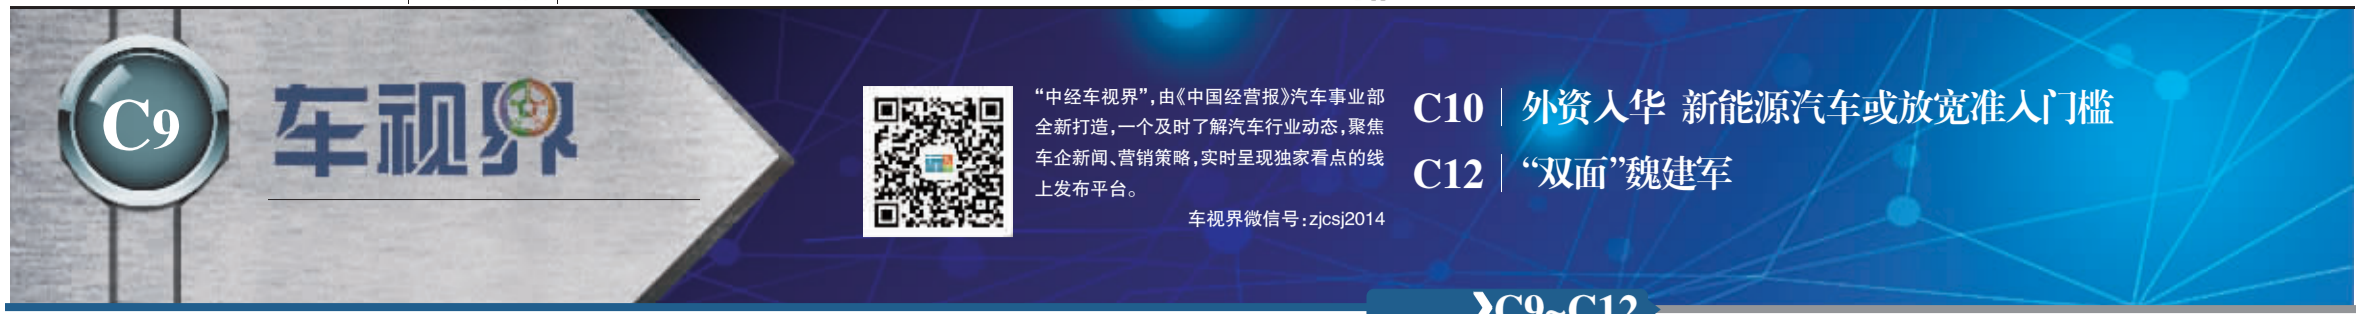 C9
车视界
“中经车视界”,由《中国经营报》汽车事业部
全新打造,一个及时了解汽车行业动态,聚焦
车企新闻、营销策略,实时呈现独家看点的线
上发布平台。
车视界微信号:zjcsj2014
C10 外资入华 新能源汽车或放宽准入门槛
C12 “双面”魏建军
C9~C12